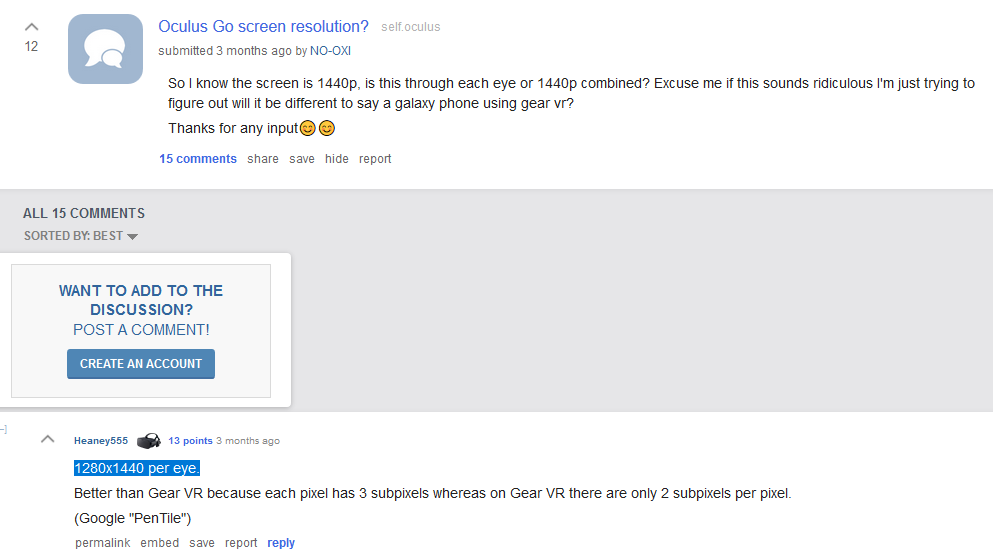 Oculus Go screen resolution? self.oculus
12
submitted 3 months ago by NO-OXI
So I know the screen is 1440p, is this through each eye or 1440p combined? Excuse me if this sounds ridiculous I'm just trying to
figure out will it be different to say a galaxy phone using gear vr?
Thanks for any input😊😊
15 comments share save hide report
ALL 15 COMMENTS
SORTED BY: BEST
WANT TO ADD TO THE
DISCUSSION?
POST A COMMENT!
CREATE AN ACCOUNT
[–]
Heaney555 13 points 3 months ago
1280x1440 per eye.
Better than Gear VR because each pixel has 3 subpixels whereas on Gear VR there are only 2 subpixels per pixel.
(Google "PenTile")
permalink embed save report reply